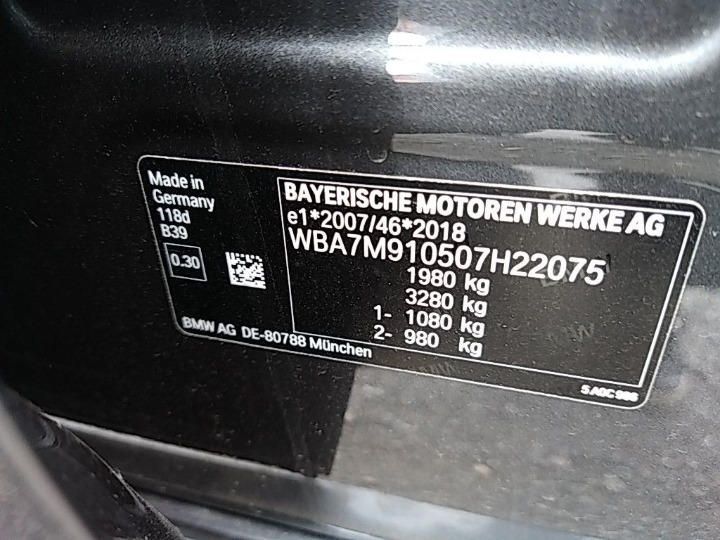 Made in
Germany
118d
B39
0.30
BMW AG DE-80788 München
BAYERISCHE MOTOREN WERKE AG
e1*2007/46*2018
WBA7M910507H22075
1980 kg
3280 kg
1- 1080 kg
2- 980 kg
BMW